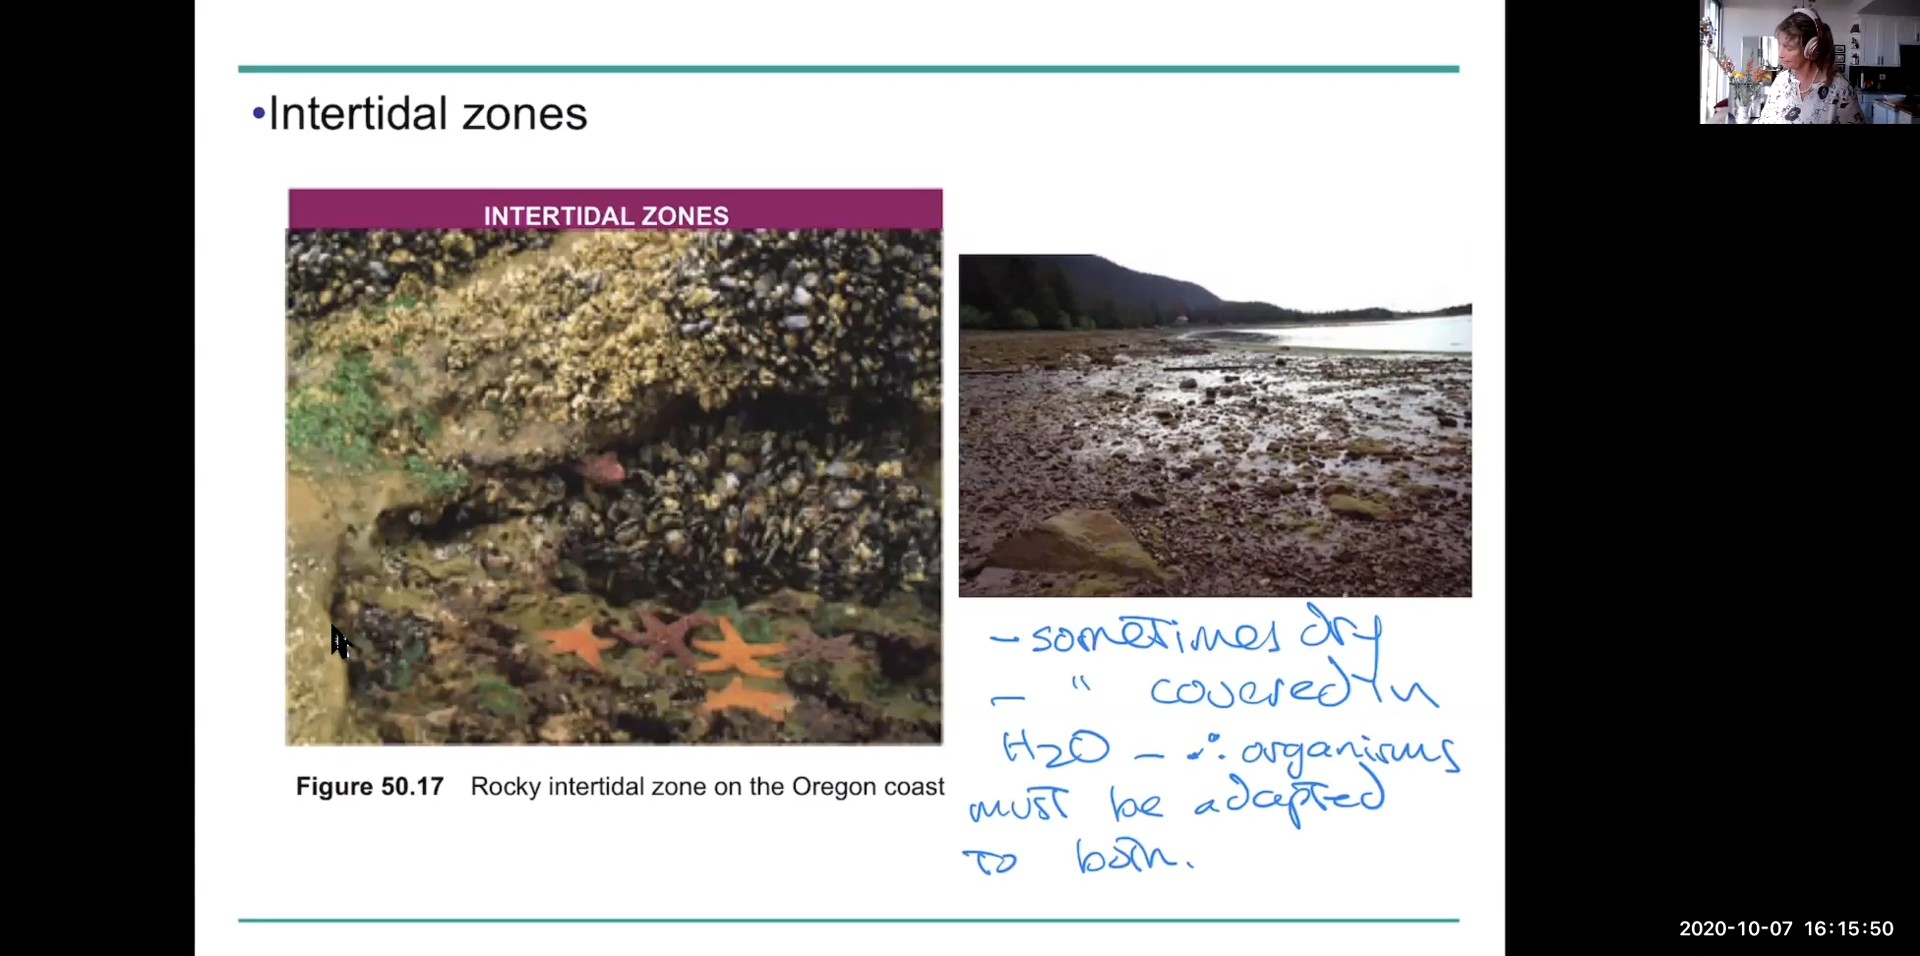 •Intertidal zones
INTERTIDAL ZONES
Figure 50.17 Rocky intertidal zone on the Oregon coast
- sometimes dry
- " covered in
H2O - ∴ organisms
must be adapted
to both.
2020-10-07 16:15:50